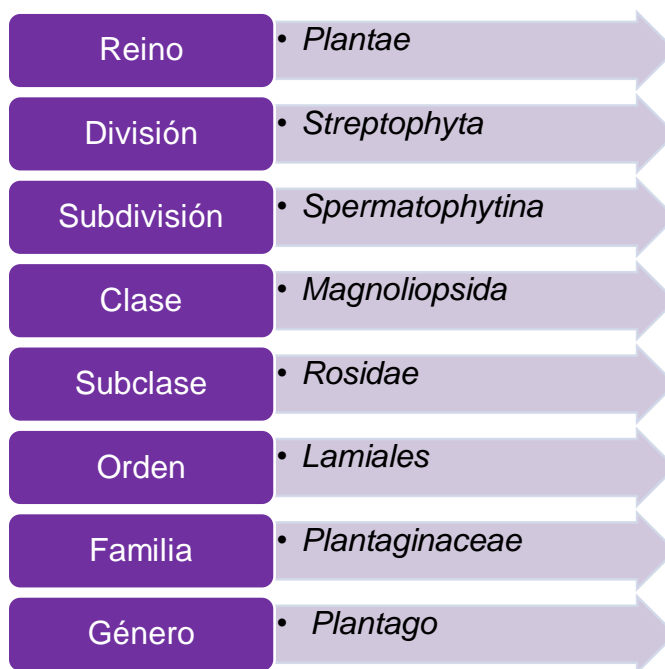 Reino • Plantae
División • Streptophyta
Subdivisión • Spermatophytina
Clase • Magnoliopsida
Subclase • Rosidae
Orden • Lamiales
Familia • Plantaginaceae
Género • Plantago